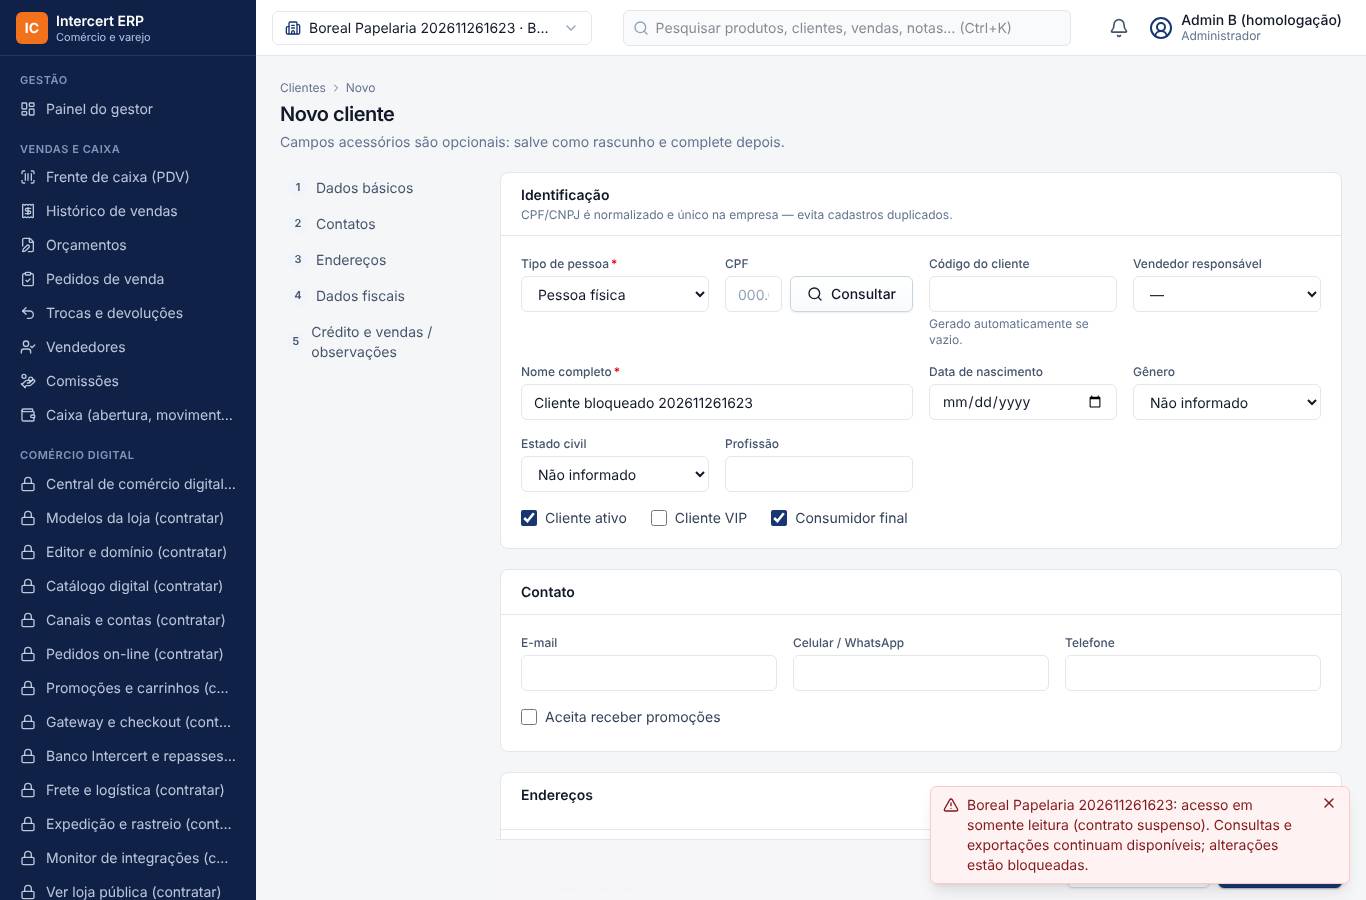 IC
Intercert ERP
Comércio e varejo
Boreal Papelaria 202611261623 · B...
Pesquisar produtos, clientes, vendas, notas... (Ctrl+K)
Admin B (homologação)
Administrador
GESTÃO
Painel do gestor
VENDAS E CAIXA
Frente de caixa (PDV)
Histórico de vendas
Orçamentos
Pedidos de venda
Trocas e devoluções
Vendedores
Comissões
Caixa (abertura, moviment...
COMÉRCIO DIGITAL
Central de comércio digital...
Modelos da loja (contratar)
Editor e domínio (contratar)
Catálogo digital (contratar)
Canais e contas (contratar)
Pedidos on-line (contratar)
Promoções e carrinhos (c...
Gateway e checkout (cont...
Banco Intercert e repasses...
Frete e logística (contratar)
Expedição e rastreio (cont...
Monitor de integrações (c...
Ver loja pública (contratar)
Clientes > Novo
Novo cliente
Campos acessórios são opcionais: salve como rascunho e complete depois.
1 Dados básicos
2 Contatos
3 Endereços
4 Dados fiscais
5 Crédito e vendas /
observações
Identificação
CPF/CNPJ é normalizado e único na empresa — evita cadastros duplicados.
Tipo de pessoa* CPF Código do cliente Vendedor responsável
Pessoa física 000. Consultar —
Gerado automaticamente se
vazio.
Nome completo* Data de nascimento Gênero
Cliente bloqueado 202611261623 mm/dd/yyyy Não informado
Estado civil Profissão
Não informado
Cliente ativo Cliente VIP Consumidor final
Contato
E-mail Celular / WhatsApp Telefone
Aceita receber promoções
Endereços
Boreal Papelaria 202611261623: acesso em
somente leitura (contrato suspenso). Consultas e
exportações continuam disponíveis; alterações
estão bloqueadas.